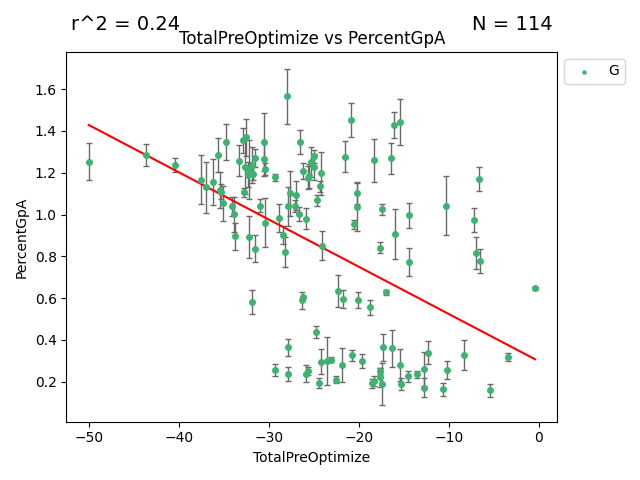 r^2 = 0.24 N = 114
TotalPreOptimize vs PercentGpA
G
1.6
1.4
1.2
1.0
0.8
0.6
0.4
0.2
PercentGpA
−50 −40 −30 −20 −10 0
TotalPreOptimize